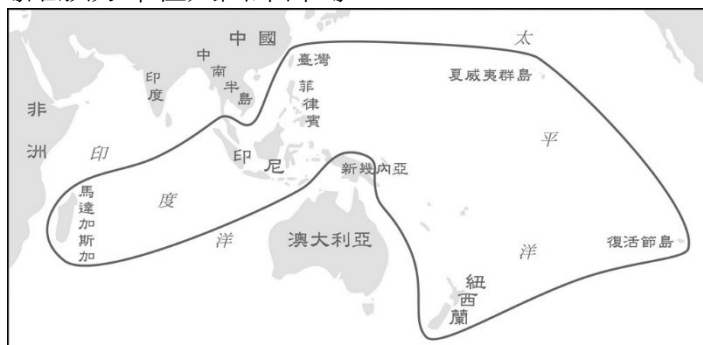 中國
太
臺灣
夏威夷群島
中南半島
印度
菲律賓
非洲
平
印
印尼
新幾內亞
馬達加斯加
度
洋
澳大利亞
洋
復活節島
紐西蘭